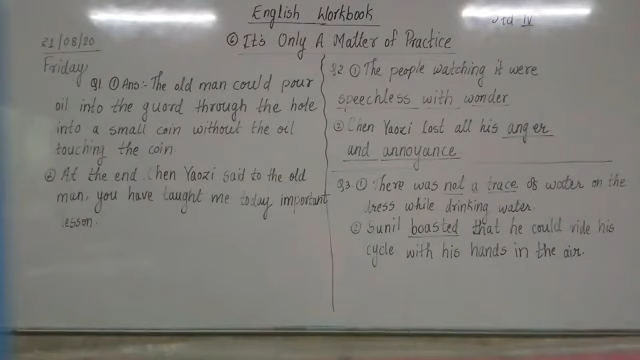 English Workbook
Std IV
21/08/20
6 It's Only A Matter of Practice
Friday
Q1. 1 Ans:- The old man could pour
oil into the guord through the hole
into a small coin without the oil
touching the coin
2 At the end Chen Yaozi said to the old
man, you have taught me today important
lesson.
Q2. 1 The people watching it were
speechless with wonder
2 Chen Yaozi lost all his anger
and annoyance
Q3. 1 There was not a trace of water on the
dress while drinking water.
2 Sunil boasted that he could ride his
cycle with his hands in the air.